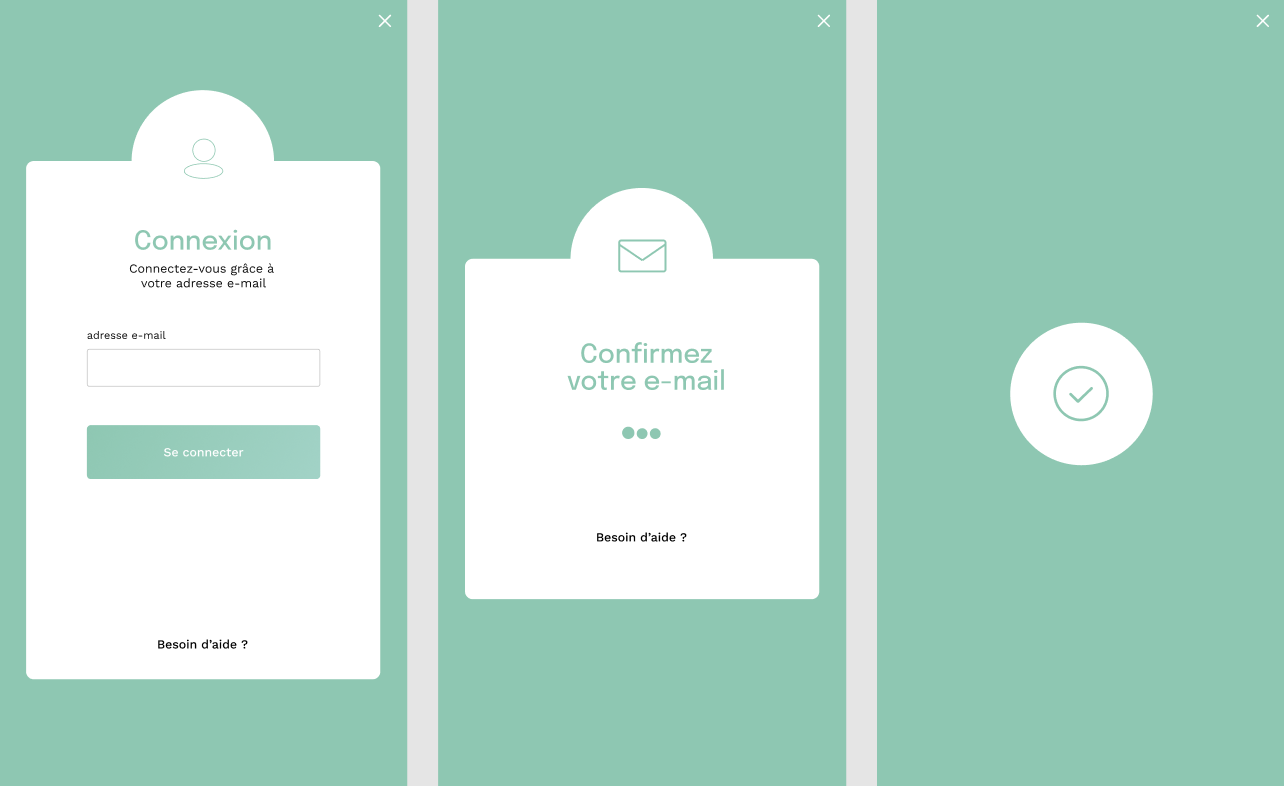 Connexion
Connectez-vous grâce à
votre adresse e-mail
adresse e-mail
Se connecter
Besoin d’aide ?
Confirmez
votre e-mail
Besoin d’aide ?